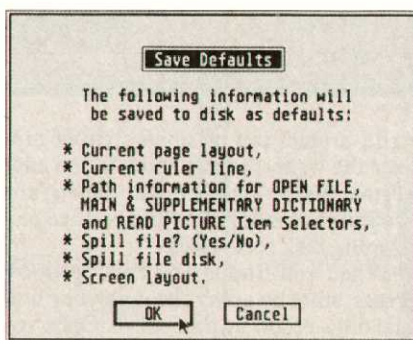 Save Defaults
The following information will
be saved to disk as defaults:
* Current page layout,
* Current ruler line,
* Path information for OPEN FILE,
MAIN & SUPPLEMENTARY DICTIONARY
and READ PICTURE Item Selectors,
* Spill file? (Yes/No),
* Spill file disk,
* Screen layout.
OK Cancel